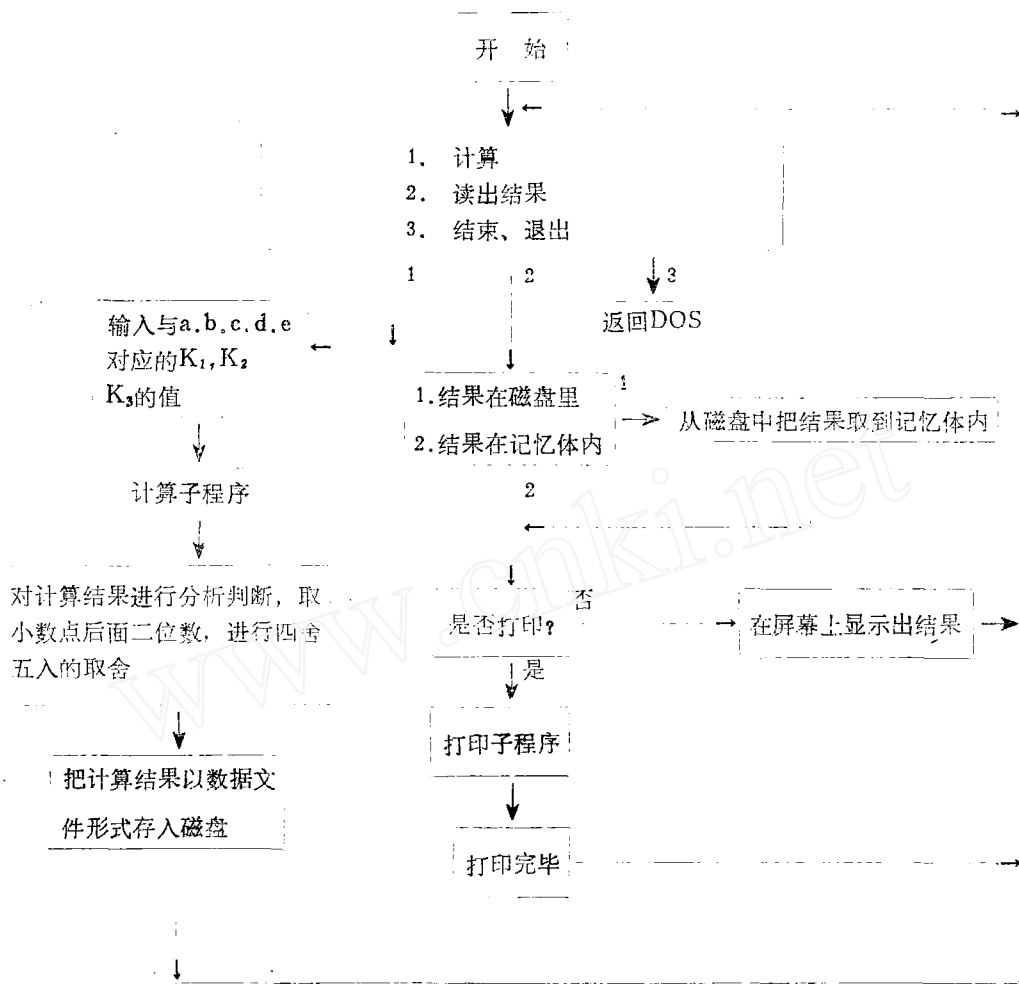 开 始
1. 计算
2. 读出结果
3. 结束、退出
1
2
3
输入与a.b。c.d.e
对应的K₁,K₂
K₃的值
返回DOS
1.结果在磁盘里
2.结果在记忆体内
1
从磁盘中把结果取到记忆体内
计算子程序
2
对计算结果进行分析判断，取
小数点后面二位数，进行四舍
五入的取舍
是否打印?
否
在屏幕上显示出结果
是
打印子程序
把计算结果以数据文
件形式存入磁盘
打印完毕
www.cnki.net